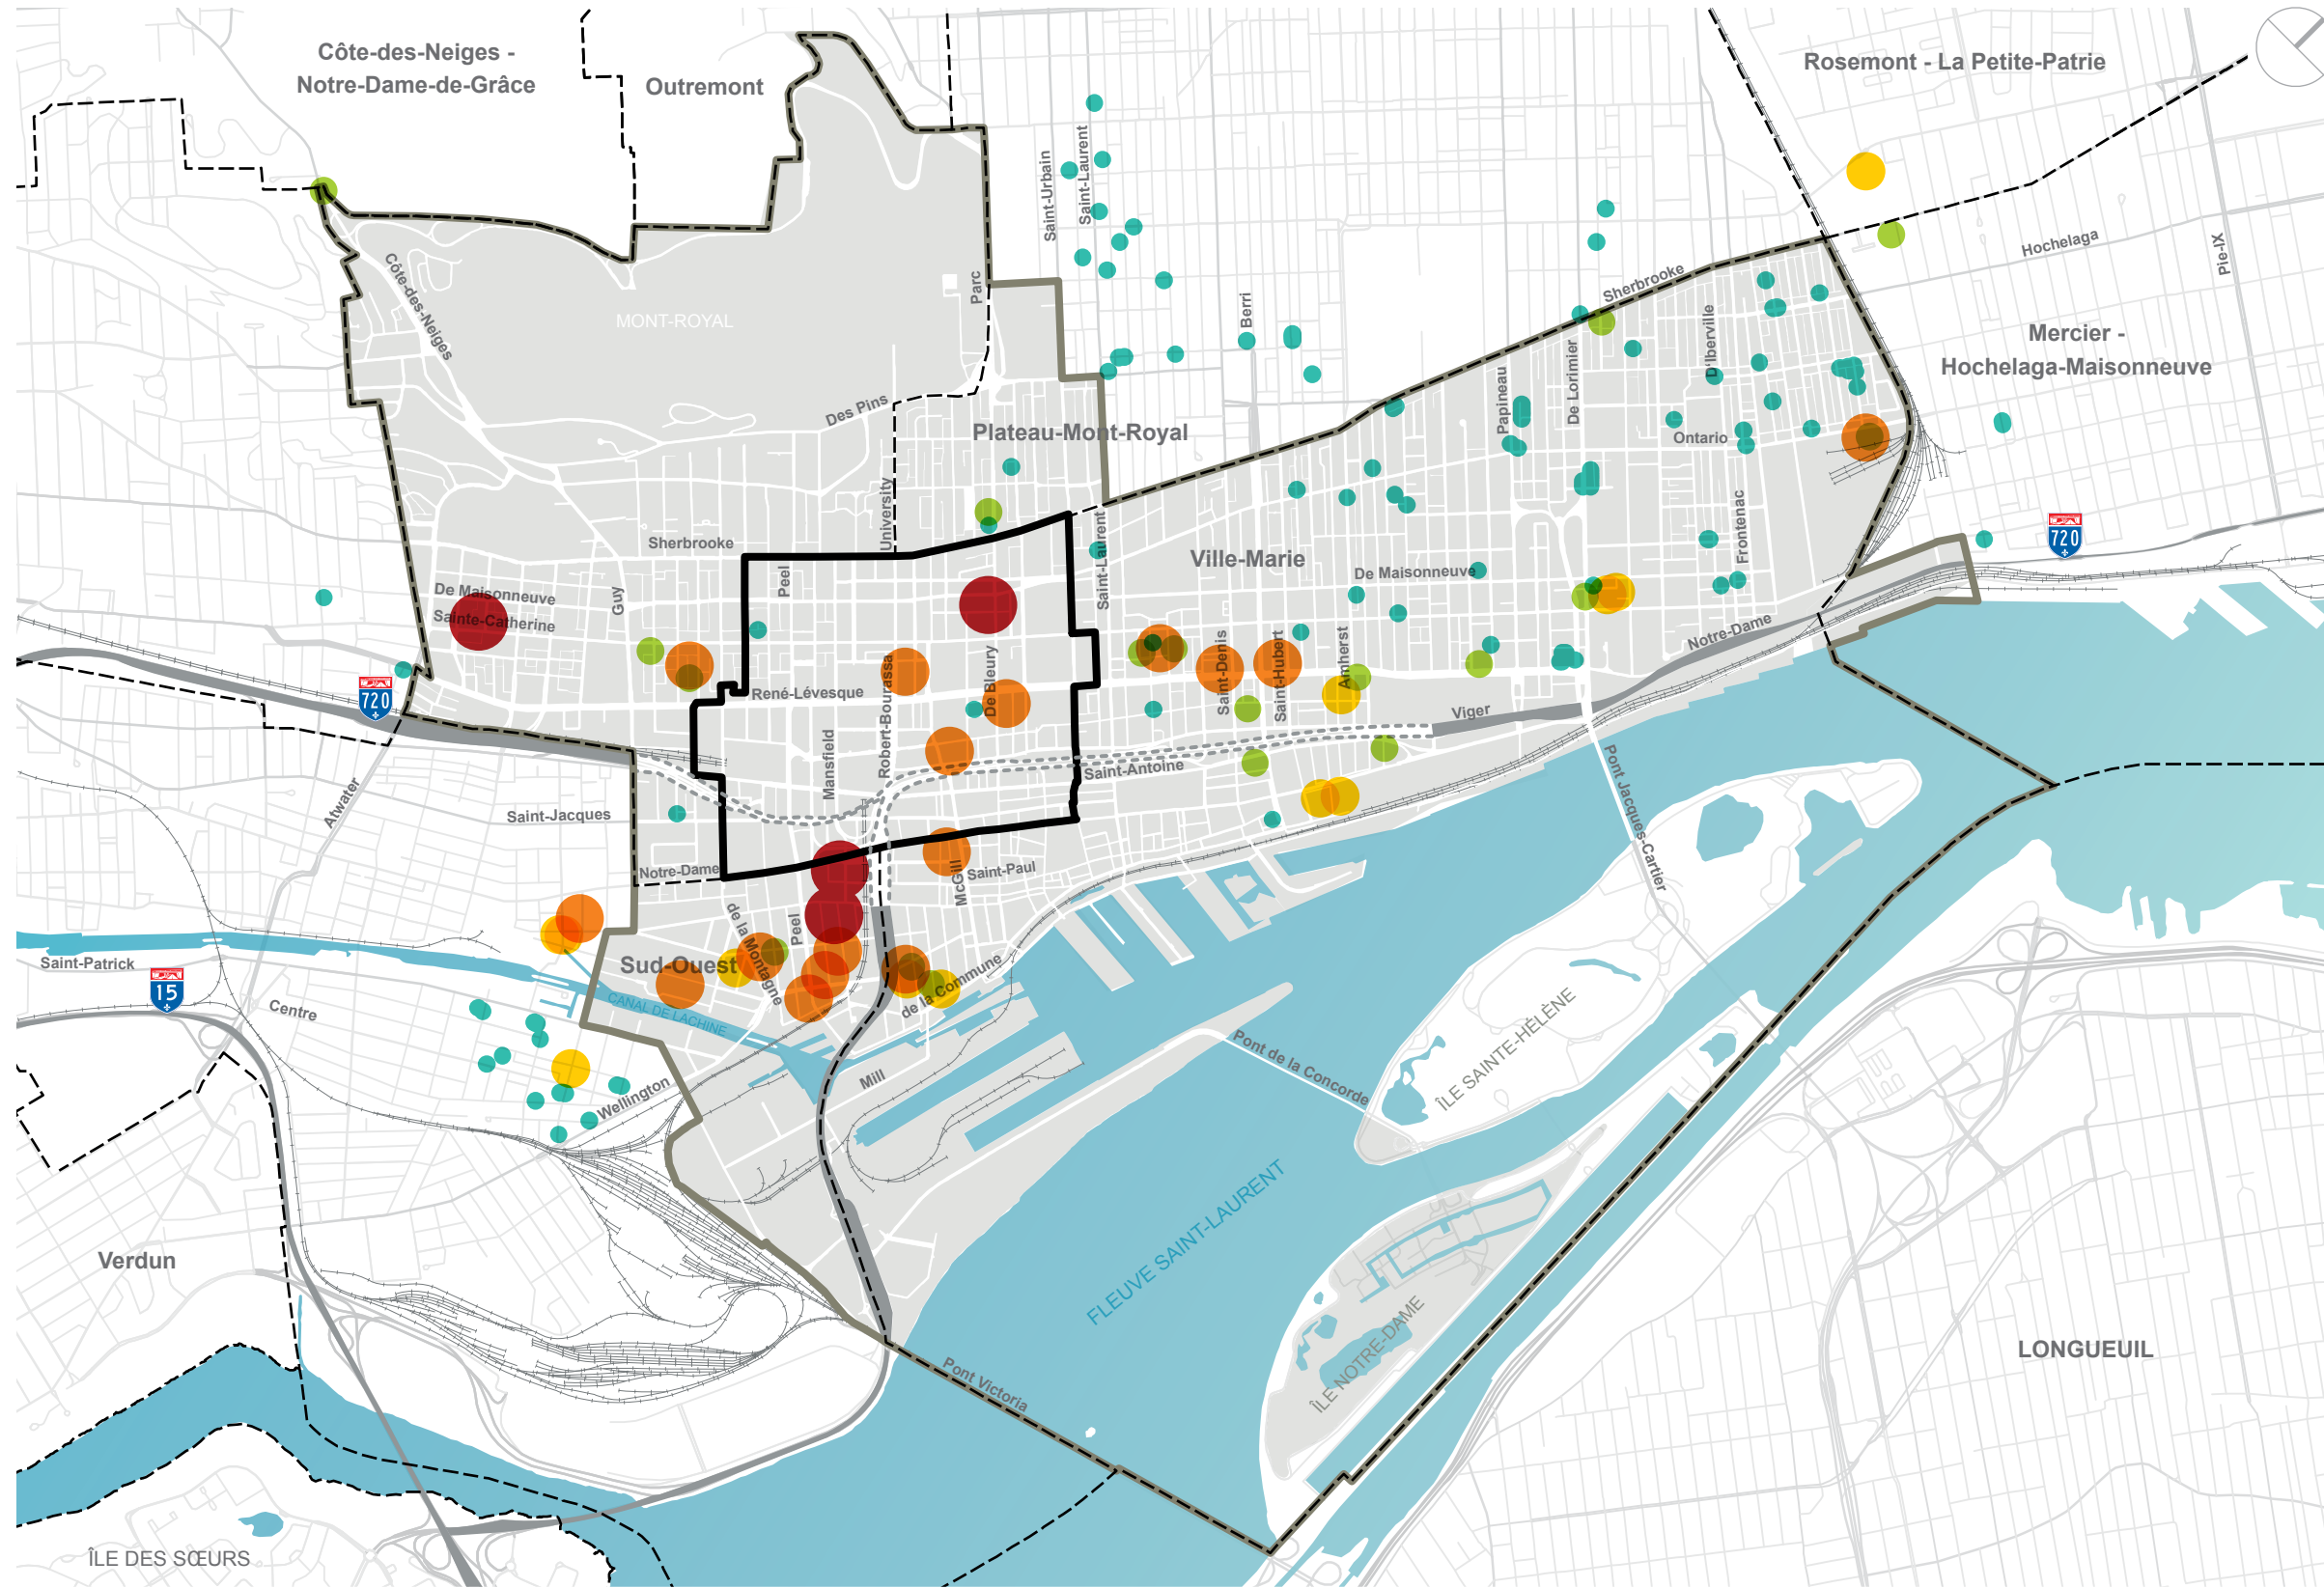 Côte-des-Neiges -
Notre-Dame-de-Grâce
Outremont
Rosemont - La Petite-Patrie
Saint-Urbain
Saint-Laurent
Hochelaga
Pie-IX
Côte-des-Neiges
Parc
MONT-ROYAL
Berri
Sherbrooke
D'Iberville
De Lorimier
Papineau
Mercier -
Hochelaga-Maisonneuve
Des Pins
Plateau-Mont-Royal
Ontario
University
Frontenac
Sherbrooke
Saint-Laurent
Ville-Marie
720
Peel
De Maisonneuve
De Maisonneuve
Guy
Sainte-Catherine
Notre-Dame
Saint-Denis
Saint-Hubert
Amherst
De Bleury
Robert-Bourassa
René-Lévesque
720
Viger
Mansfield
Saint-Antoine
Pont Jacques-Cartier
Atwater
Saint-Jacques
Notre-Dame
McGill
Saint-Paul
de la Montagne
Peel
Saint-Patrick
Sud-Ouest
15
Centre
CANAL DE LACHINE
de la Commune
Mill
Pont de la Concorde
ÎLE SAINTE-HÉLÈNE
Wellington
Verdun
FLEUVE SAINT-LAURENT
ÎLE NOTRE-DAME
LONGUEUIL
Pont Victoria
ÎLE DES SŒURS